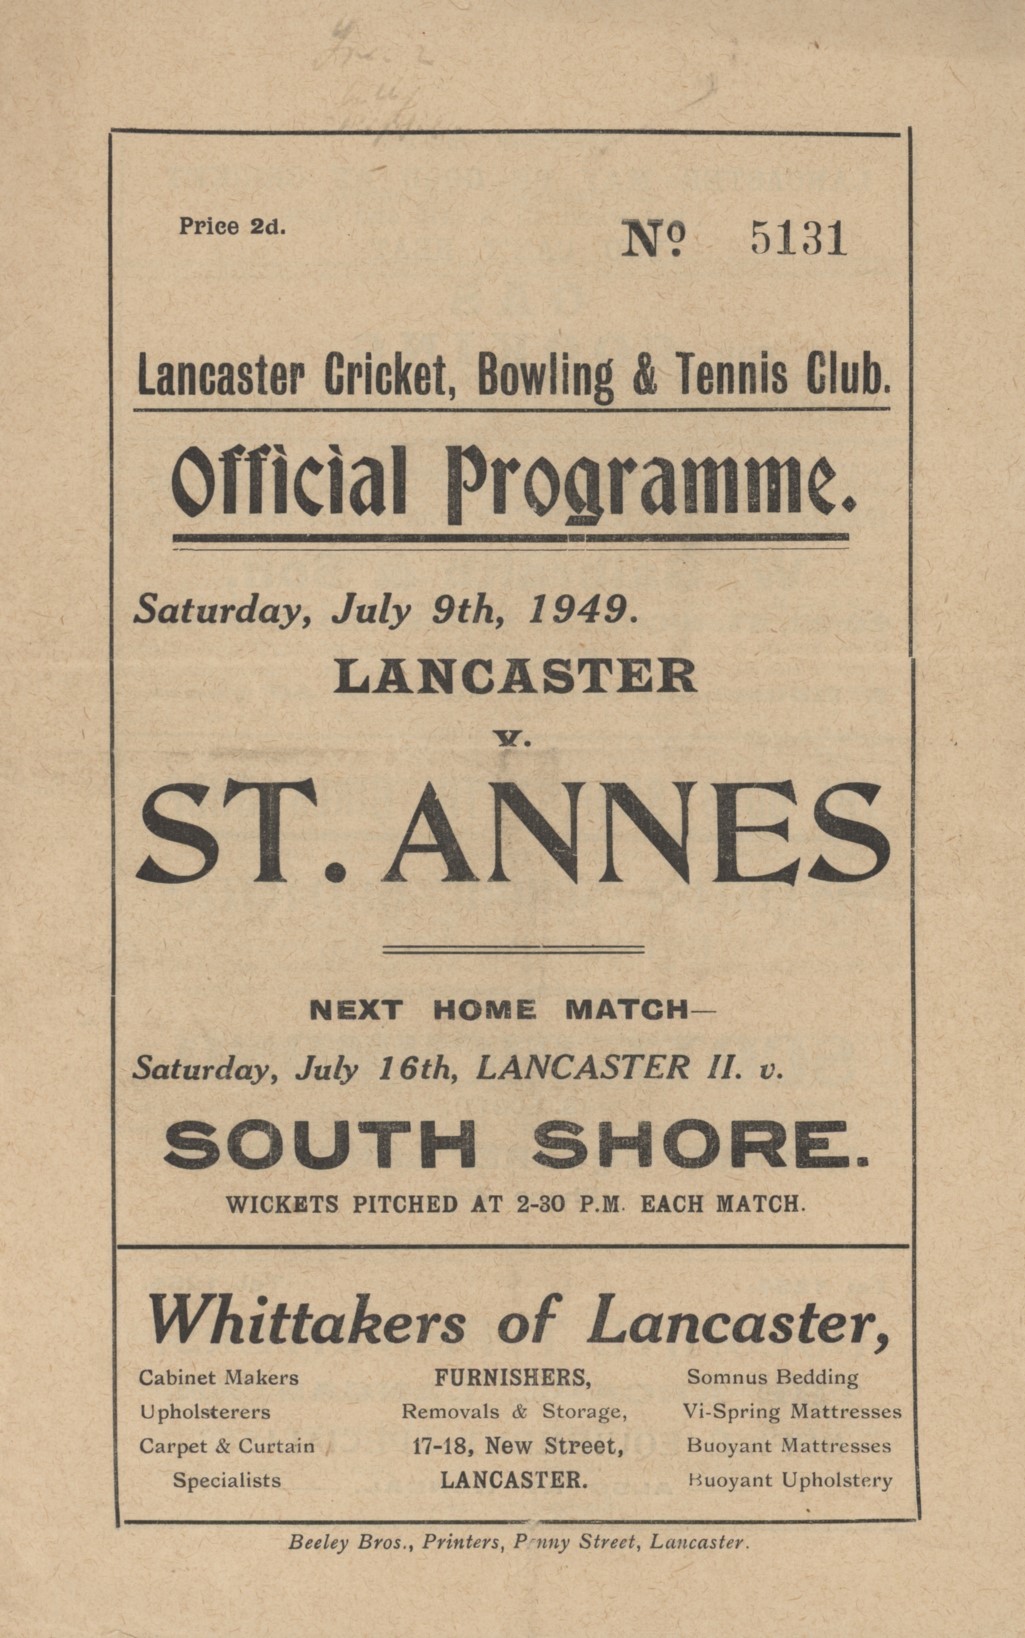 Price 2d.
Nº 5131
Lancaster Cricket, Bowling & Tennis Club.
Official Programme.
Saturday, July 9th, 1949.
LANCASTER
v.
ST. ANNES
NEXT HOME MATCH—
Saturday, July 16th, LANCASTER II. v.
SOUTH SHORE.
WICKETS PITCHED AT 2-30 P.M. EACH MATCH.
Whittakers of Lancaster,
Cabinet Makers FURNISHERS, Somnus Bedding
Upholsterers Removals & Storage, Vi-Spring Mattresses
Carpet & Curtain 17-18, New Street, Buoyant Mattresses
Specialists LANCASTER. Buoyant Upholstery
Beeley Bros., Printers, Penny Street, Lancaster.